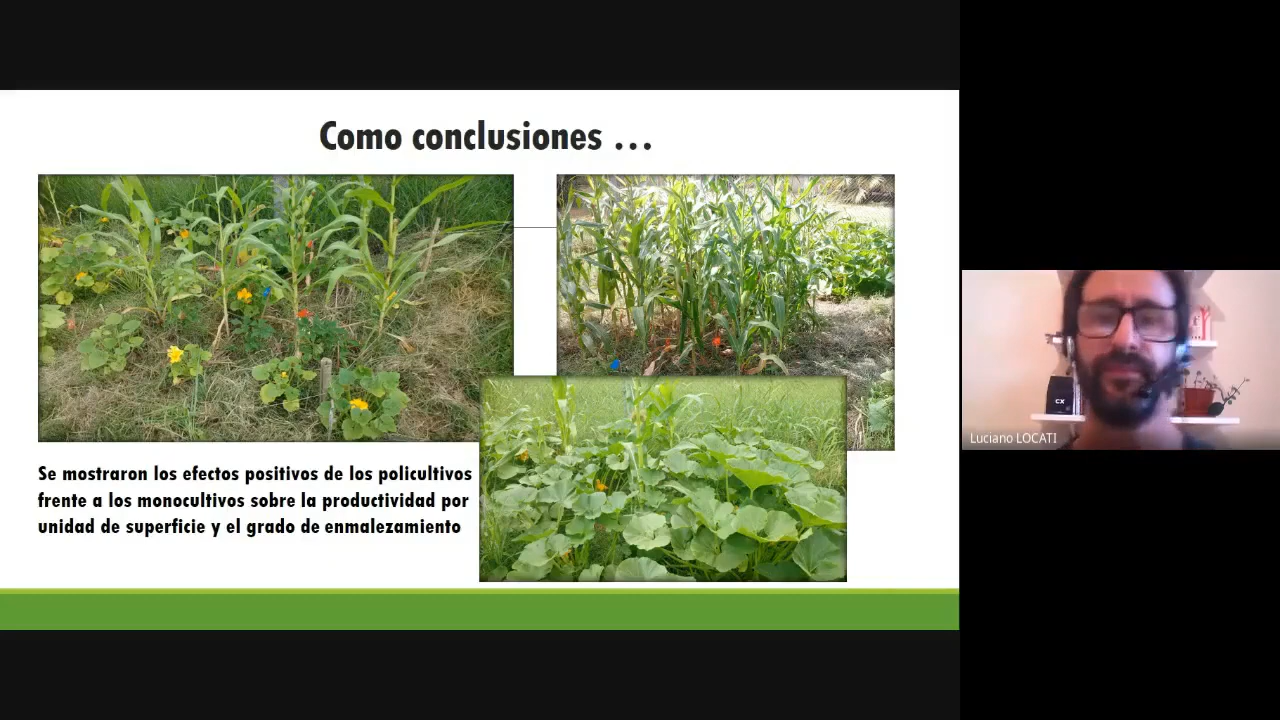 Como conclusiones ...
Se mostraron los efectos positivos de los policultivos
frente a los monocultivos sobre la productividad por
unidad de superficie y el grado de enmalezamiento
CX
Luciano LOCATI